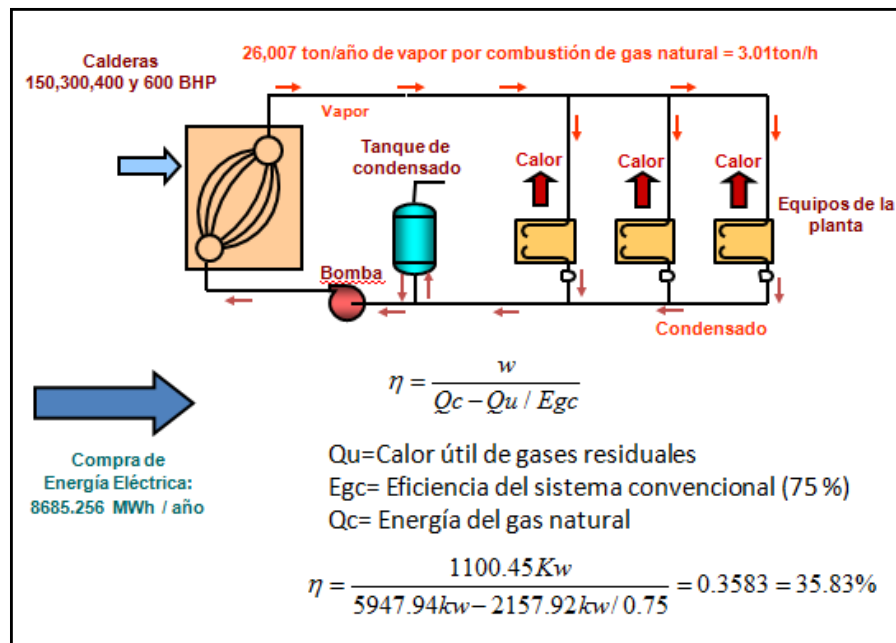 Calderas
150,300,400 y 600 BHP
26,007 ton/año de vapor por combustión de gas natural = 3.01ton/h
Vapor
Tanque de
condensado
Calor
Calor
Calor
Equipos de la
planta
Bomba
Condensado
η = w / (Qc − Qu / Egc)
Compra de
Energía Eléctrica:
8685.256 MWh / año
Qu=Calor útil de gases residuales
Egc= Eficiencia del sistema convencional (75 %)
Qc= Energía del gas natural
η = 1100.45Kw / (5947.94kw − 2157.92kw / 0.75) = 0.3583 = 35.83%